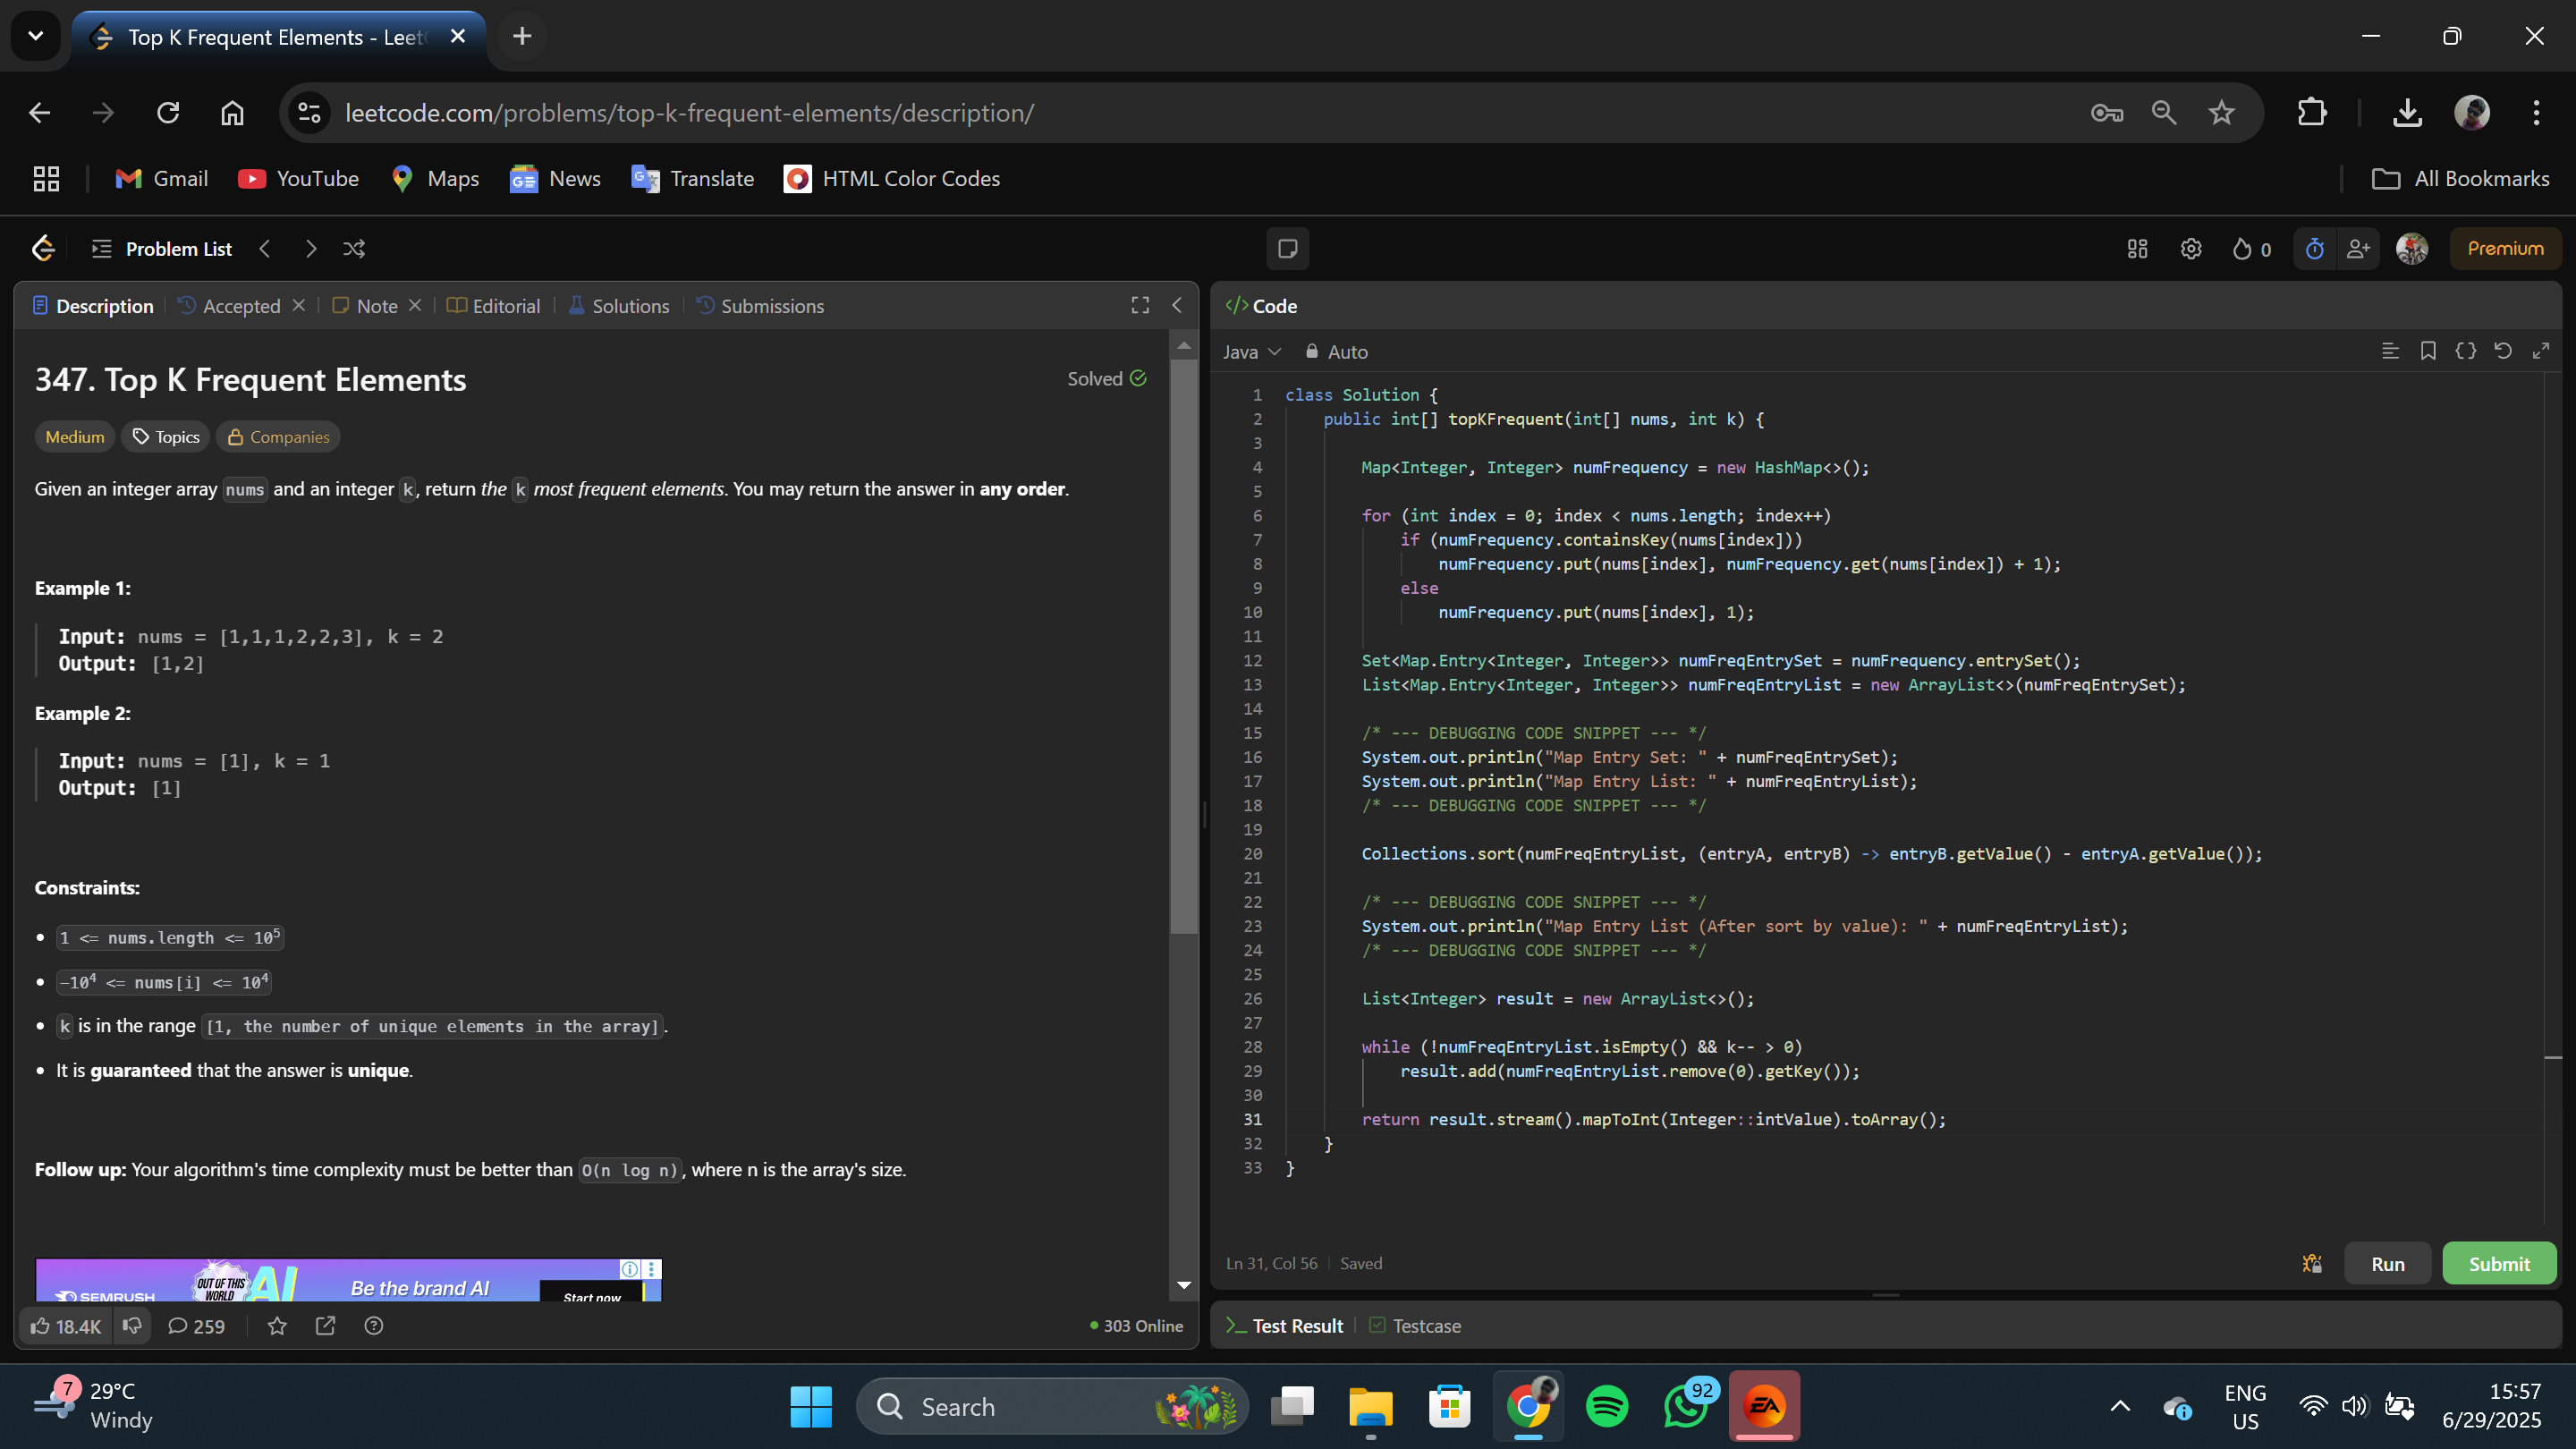 Top K Frequent Elements - Leet
leetcode.com/problems/top-k-frequent-elements/description/
Gmail
YouTube
Maps
News
Translate
HTML Color Codes
All Bookmarks
Problem List
0
Premium
Description
Accepted
Note
Editorial
Solutions
Submissions
347. Top K Frequent Elements
Solved
Medium
Topics
Companies
Given an integer array nums and an integer k, return the k most frequent elements. You may return the answer in any order.
Example 1:
Input: nums = [1,1,1,2,2,3], k = 2
Output: [1,2]
Example 2:
Input: nums = [1], k = 1
Output: [1]
Constraints:
• 1 <= nums.length <= 10⁵
• -10⁴ <= nums[i] <= 10⁴
• k is in the range [1, the number of unique elements in the array].
• It is guaranteed that the answer is unique.
Follow up: Your algorithm's time complexity must be better than O(n log n), where n is the array's size.
SEMRUSH
OUT OF THIS WORLD
AI
Be the brand AI
Start now
18.4K
259
303 Online
</> Code
Java
Auto
1 class Solution {
2     public int[] topKFrequent(int[] nums, int k) {
3
4         Map<Integer, Integer> numFrequency = new HashMap<>();
5
6         for (int index = 0; index < nums.length; index++)
7             if (numFrequency.containsKey(nums[index]))
8                 numFrequency.put(nums[index], numFrequency.get(nums[index]) + 1);
9             else
10                 numFrequency.put(nums[index], 1);
11
12         Set<Map.Entry<Integer, Integer>> numFreqEntrySet = numFrequency.entrySet();
13         List<Map.Entry<Integer, Integer>> numFreqEntryList = new ArrayList<>(numFreqEntrySet);
14
15         /* --- DEBUGGING CODE SNIPPET --- */
16         System.out.println("Map Entry Set: " + numFreqEntrySet);
17         System.out.println("Map Entry List: " + numFreqEntryList);
18         /* --- DEBUGGING CODE SNIPPET --- */
19
20         Collections.sort(numFreqEntryList, (entryA, entryB) -> entryB.getValue() - entryA.getValue());
21
22         /* --- DEBUGGING CODE SNIPPET --- */
23         System.out.println("Map Entry List (After sort by value): " + numFreqEntryList);
24         /* --- DEBUGGING CODE SNIPPET --- */
25
26         List<Integer> result = new ArrayList<>();
27
28         while (!numFreqEntryList.isEmpty() && k-- > 0)
29             result.add(numFreqEntryList.remove(0).getKey());
30
31         return result.stream().mapToInt(Integer::intValue).toArray();
32     }
33 }
Ln 31, Col 56
Saved
Run
Submit
Test Result
Testcase
7
29°C
Windy
Search
92
EA
ENG
US
15:57
6/29/2025